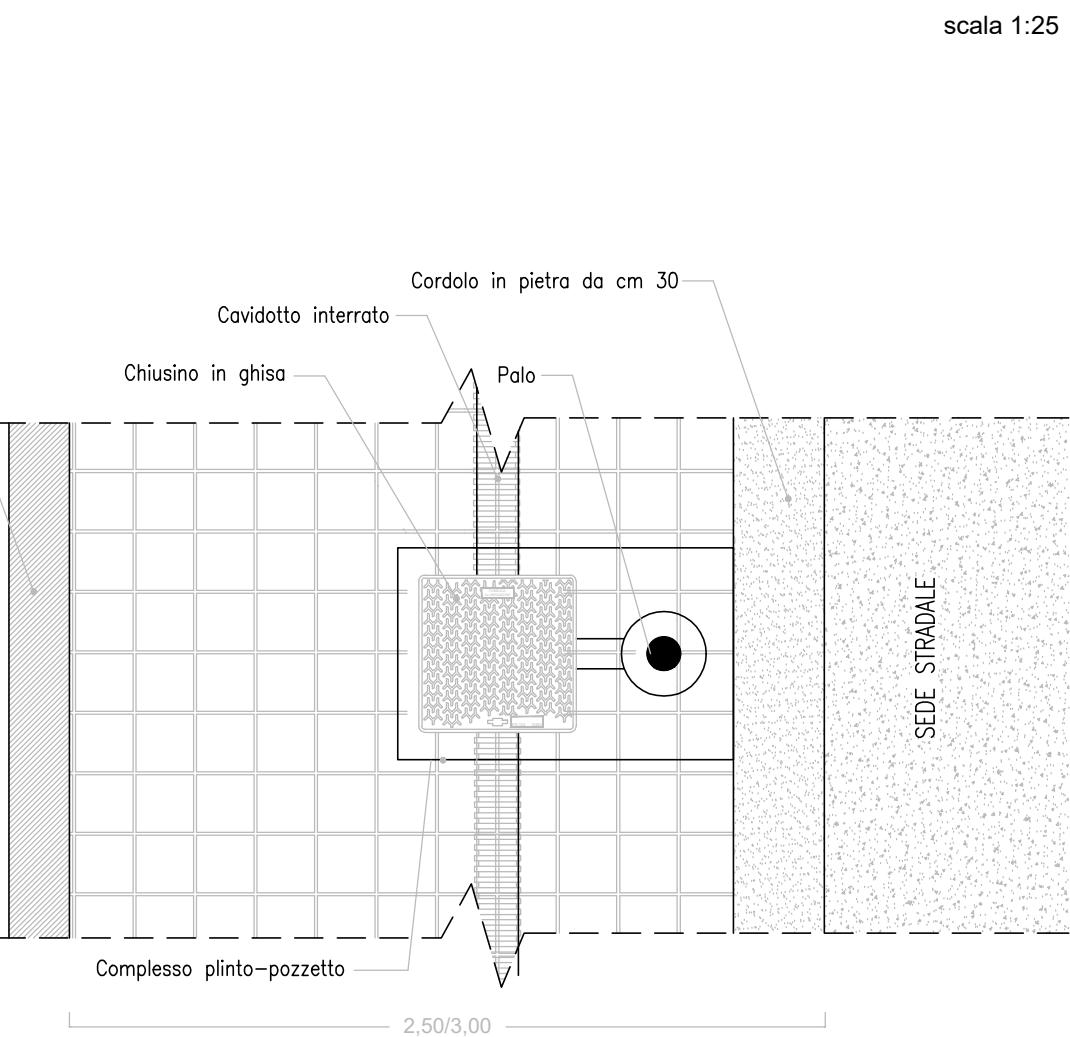 scala 1:25
Cordolo in pietra da cm 30
Cavidotto interrato
Chiusino in ghisa
Palo
SEDE STRADALE
Complesso plinto-pozzetto
2,50/3,00